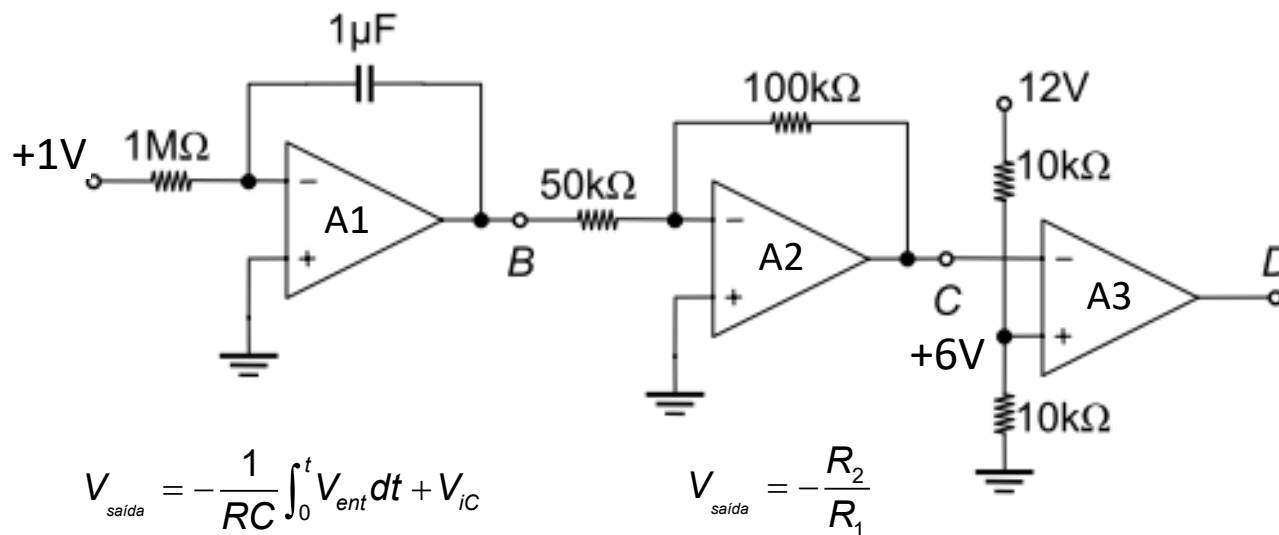 1µF
+1V
1MΩ
A1
B
50kΩ
100kΩ
A2
C
12V
10kΩ
+6V
10kΩ
A3
D
V_saída = -1/RC ∫_0^t V_ent dt + V_iC
V_saída = -R_2/R_1